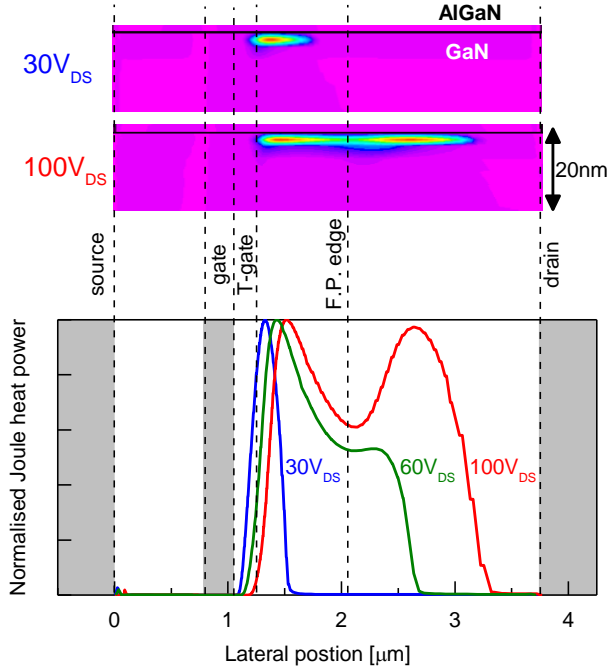 AlGaN
GaN
30V_DS
100V_DS
20nm
source
gate
T-gate
F.P. edge
drain
Normalised Joule heat power
30V_DS
60V_DS
100V_DS
0
1
2
3
4
Lateral postion [μm]